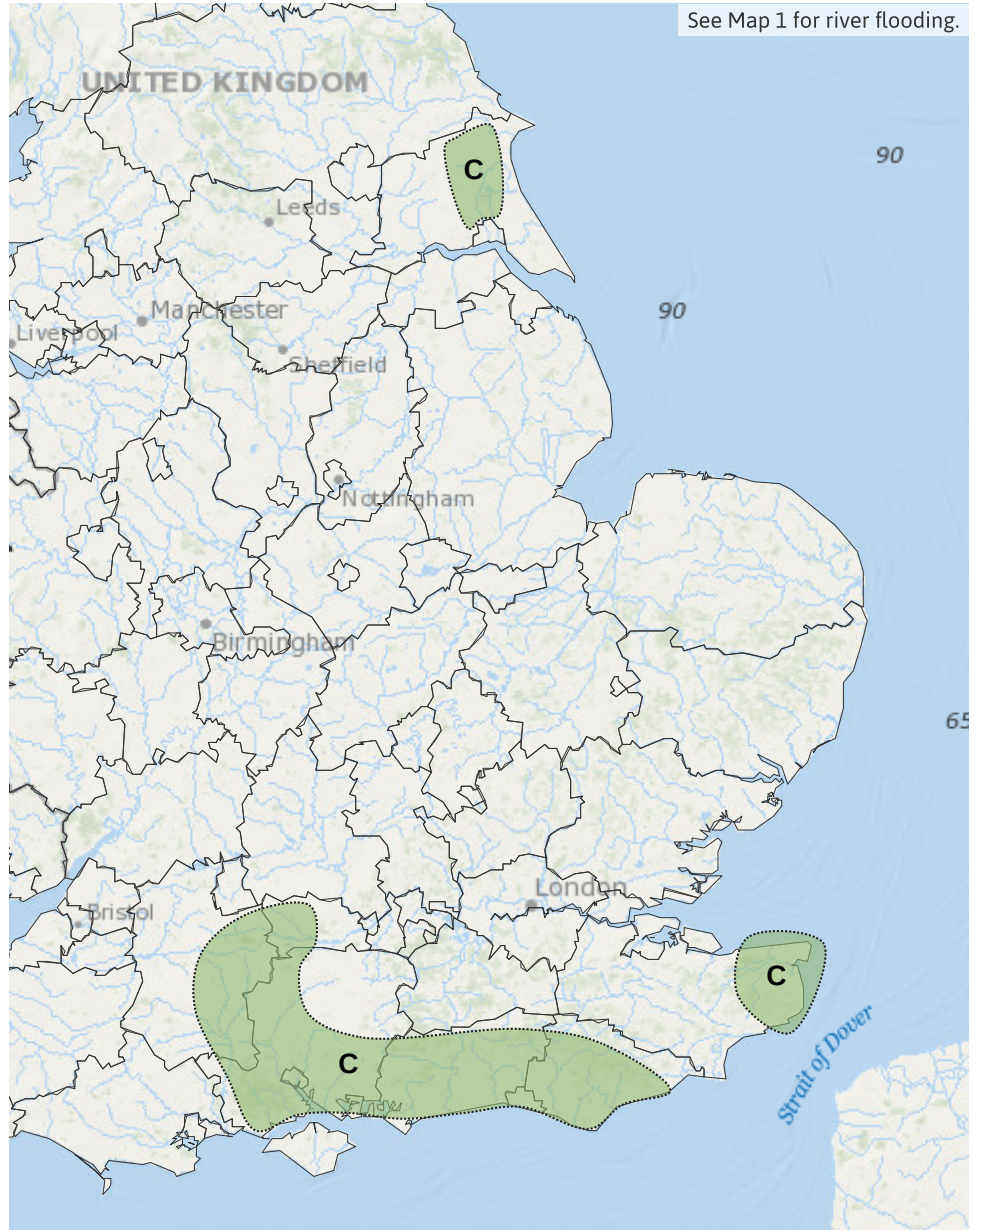 See Map 1 for river flooding.
UNITED KINGDOM
90
C
Leeds
Manchester
90
Liverpool
Sheffield
Nottingham
Birmingham
65
London
Bristol
C
Strait of Dover
C